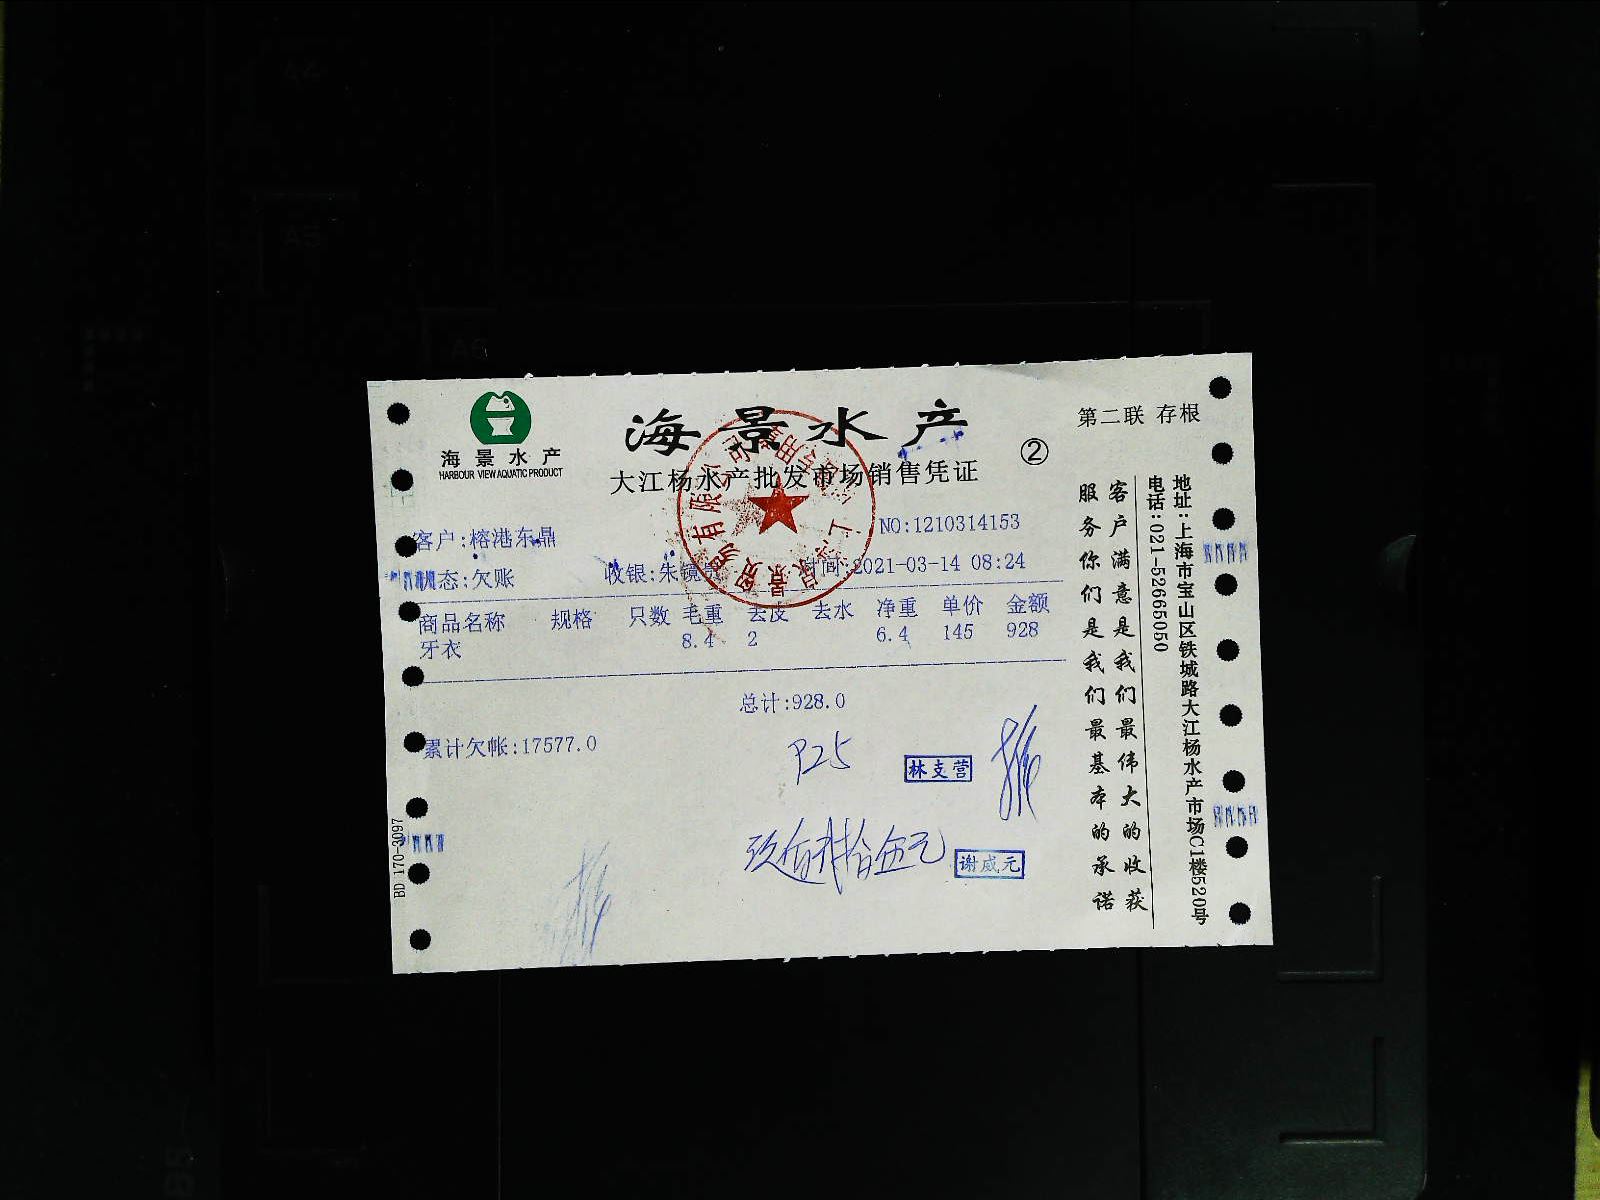 海景水产
HARBOUR VIEW AQUATIC PRODUCT
海景水产
大江杨水产批发市场销售凭证
②
第二联 存根
客户:榕港东鼎
NO:1210314153
状态:欠账
收银:朱镜
时间:2021-03-14 08:24
商品名称 规格 只数 毛重 去皮 去水 净重 单价 金额
牙衣 8.4 2 6.4 145 928
总计:928.0
累计欠帐:17577.0
林支营
谢咸元
客户满意是我们最伟大的收获
服务你们是我们最基本的承诺
地址:上海市宝山区铁城路大江杨水产市场C1楼520号
电话:021-52665050
BD 170-3097
A5
A6